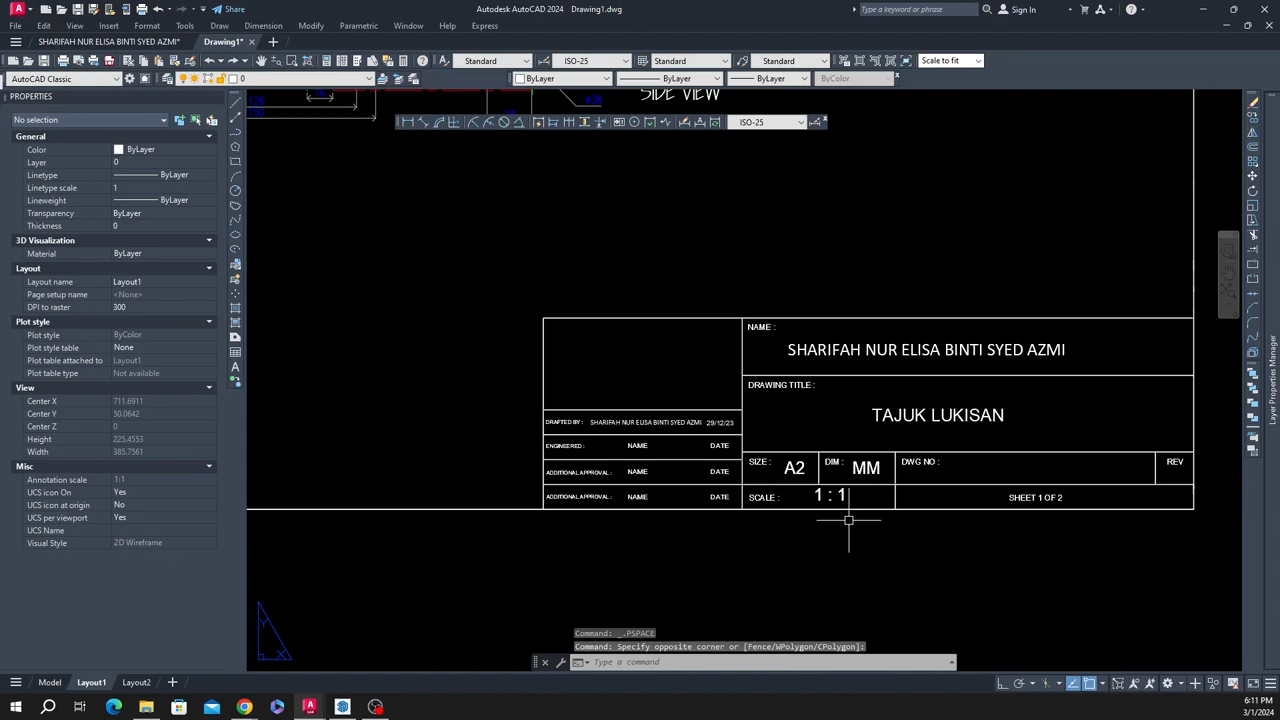 Share
Autodesk AutoCAD 2024 Drawing1.dwg
Type a keyword or phrase
Sign In
File Edit View Insert Format Tools Draw Dimension Modify Parametric Window Help Express
SHARIFAH NUR ELISA BINTI SYED AZMI*
Drawing1*
Standard ISO-25 Standard Standard Scale to fit
AutoCAD Classic 0 ByLayer ByLayer ByLayer ByColor
PROPERTIES
SIDE VIEW
ISO-25
No selection
General
Color ByLayer
Layer 0
Linetype ByLayer
Linetype scale 1
Lineweight ByLayer
Transparency ByLayer
Thickness 0
3D Visualization
Material ByLayer
Layout
Layout name Layout1
Page setup name <None>
DPI to raster 300
Plot style
Plot style ByColor
Plot style table None
Plot table attached to Layout1
Plot table type Not available
View
Center X 711.6911
Center Y 50.0642
Center Z 0
Height 225.4553
Width 385.7561
Misc
Annotation scale 1:1
UCS icon On Yes
UCS icon at origin No
UCS per viewport Yes
UCS Name
Visual Style 2D Wireframe
Layer Properties Manager
NAME :
SHARIFAH NUR ELISA BINTI SYED AZMI
DRAWING TITLE :
TAJUK LUKISAN
DRAFTED BY : SHARIFAH NUR ELISA BINTI SYED AZMI 29/12/23
ENGINEERED : NAME DATE
ADDITIONAL APPROVAL : NAME DATE
ADDITIONAL APPROVAL : NAME DATE
SIZE : A2 DIM : MM DWG NO : REV
SCALE : 1 : 1 SHEET 1 OF 2
Y
X
Command: _.PSPACE
Command: Specify opposite corner or [Fence/WPolygon/CPolygon]:
Type a command
Model Layout1 Layout2
6:11 PM
3/1/2024